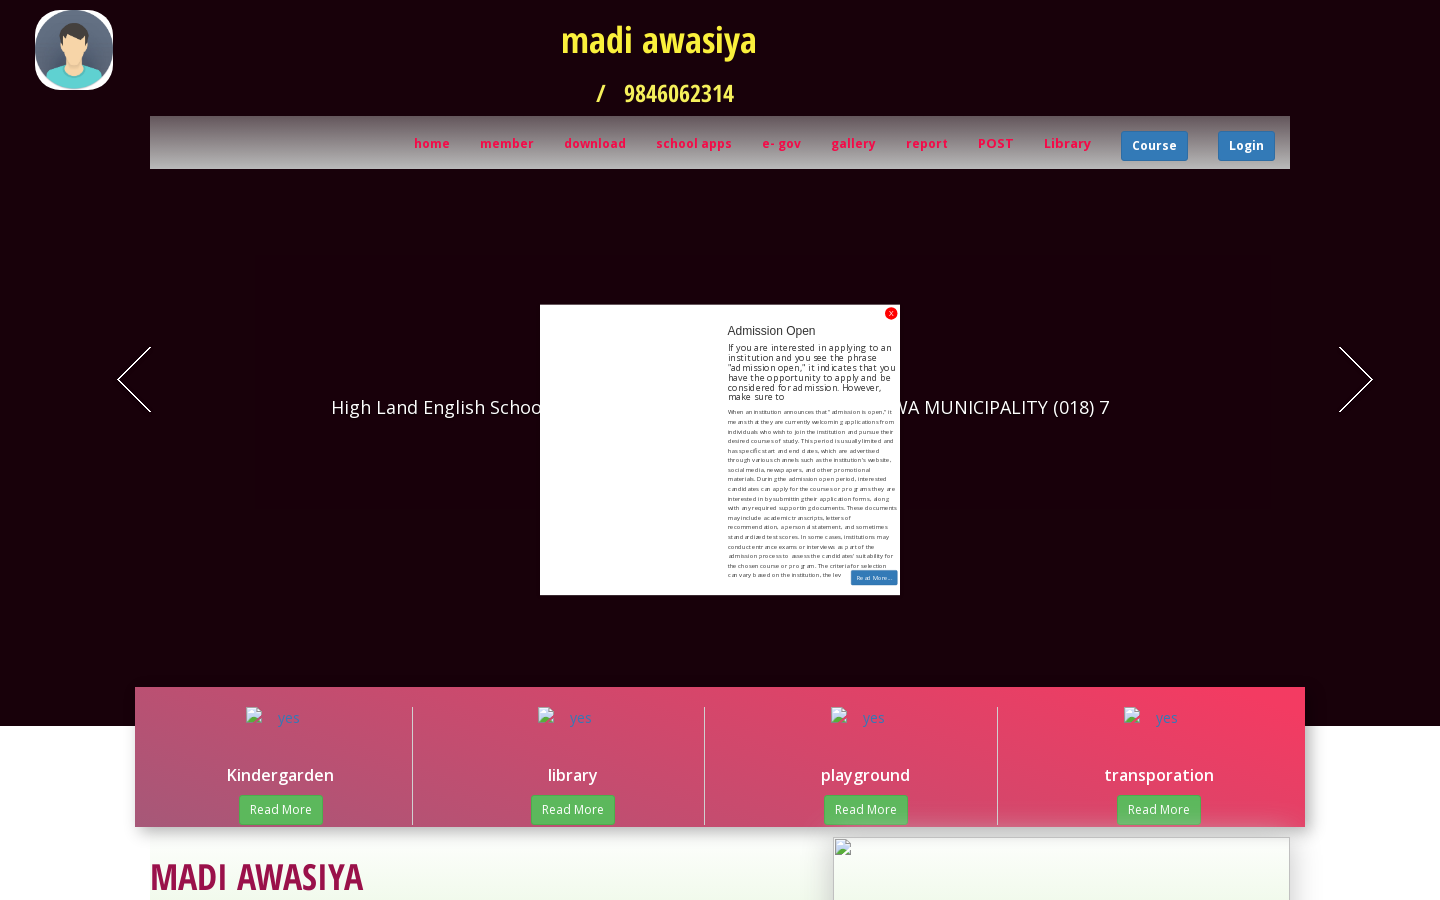 madi awasiya
/ 9846062314
home member download school apps e- gov gallery report POST Library Course Login
X
Admission Open
If you are interested in applying to an
institution and you see the phrase
"admission open," it indicates that you
have the opportunity to apply and be
considered for admission. However,
make sure to
When an institution announces that "admission is open," it
means that they are currently welcoming applications from
individuals who wish to join the institution and pursue their
desired courses of study. This period is usually limited and
has specific start and end dates, which are advertised
through various channels such as the institution's website,
social media, newspapers, and other promotional
materials. During the admission open period, interested
candidates can apply for the courses or programs they are
interested in by submitting their application forms, along
with any required supporting documents. These documents
may include academic transcripts, letters of
recommendation, a personal statement, and sometimes
standardized test scores. In some cases, institutions may
conduct entrance exams or interviews as part of the
admission process to assess the candidates' suitability for
the chosen course or program. The criteria for selection
can vary based on the institution, the lev
Read More...
High Land English Schoo WA MUNICIPALITY (018) 7
yes yes yes yes
Kindergarden library playground transporation
Read More Read More Read More Read More
MADI AWASIYA